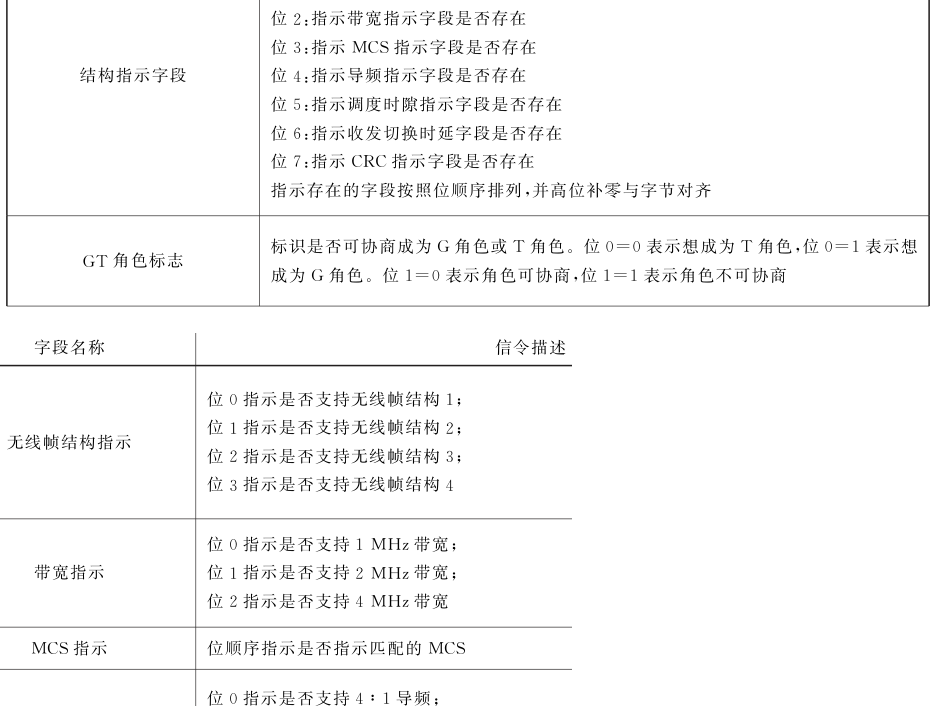 位 2:指示带宽指示字段是否存在
位 3:指示 MCS 指示字段是否存在
结构指示字段
位 4:指示导频指示字段是否存在
位 5:指示调度时隙指示字段是否存在
位 6:指示收发切换时延字段是否存在
位 7:指示 CRC 指示字段是否存在
指示存在的字段按照位顺序排列,并高位补零与字节对齐
GT 角色标志
标识是否可协商成为 G 角色或 T 角色。位 0=0 表示想成为 T 角色,位 0=1 表示想
成为 G 角色。位 1=0 表示角色可协商,位 1=1 表示角色不可协商
字段名称
信令描述
无线帧结构指示
位 0 指示是否支持无线帧结构 1;
位 1 指示是否支持无线帧结构 2;
位 2 指示是否支持无线帧结构 3;
位 3 指示是否支持无线帧结构 4
带宽指示
位 0 指示是否支持 1 MHz 带宽;
位 1 指示是否支持 2 MHz 带宽;
位 2 指示是否支持 4 MHz 带宽
MCS 指示
位顺序指示是否指示匹配的 MCS
位 0 指示是否支持 4∶1 导频;